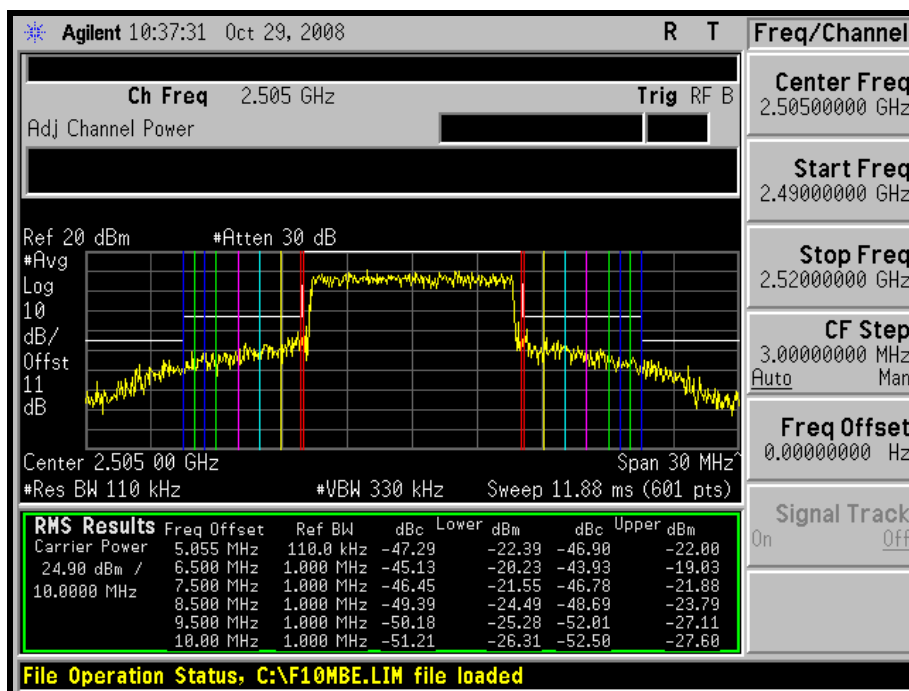 Agilent 10:37:31 Oct 29, 2008 R T
Ch Freq 2.505 GHz Trig RF B
Adj Channel Power
Ref 20 dBm #Atten 30 dB
#Avg
Log
10
dB/
Offst
11
dB
Center 2.505 00 GHz Span 30 MHz^
#Res BW 110 kHz #VBW 330 kHz Sweep 11.88 ms (601 pts)
RMS Results Freq Offset Ref BW dBc Lower dBm dBc Upper dBm
Carrier Power 5.055 MHz 110.0 kHz -47.29 -22.39 -46.90 -22.00
24.90 dBm / 6.500 MHz 1.000 MHz -45.13 -20.23 -43.93 -19.03
10.0000 MHz 7.500 MHz 1.000 MHz -46.45 -21.55 -46.78 -21.88
8.500 MHz 1.000 MHz -49.39 -24.49 -48.69 -23.79
9.500 MHz 1.000 MHz -50.18 -25.28 -52.01 -27.11
10.00 MHz 1.000 MHz -51.21 -26.31 -52.50 -27.60
File Operation Status, C:\F10MBE.LIM file loaded
Freq/Channel
Center Freq
2.50500000 GHz
Start Freq
2.49000000 GHz
Stop Freq
2.52000000 GHz
CF Step
3.00000000 MHz
Auto Man
Freq Offset
0.00000000 Hz
Signal Track
On Off